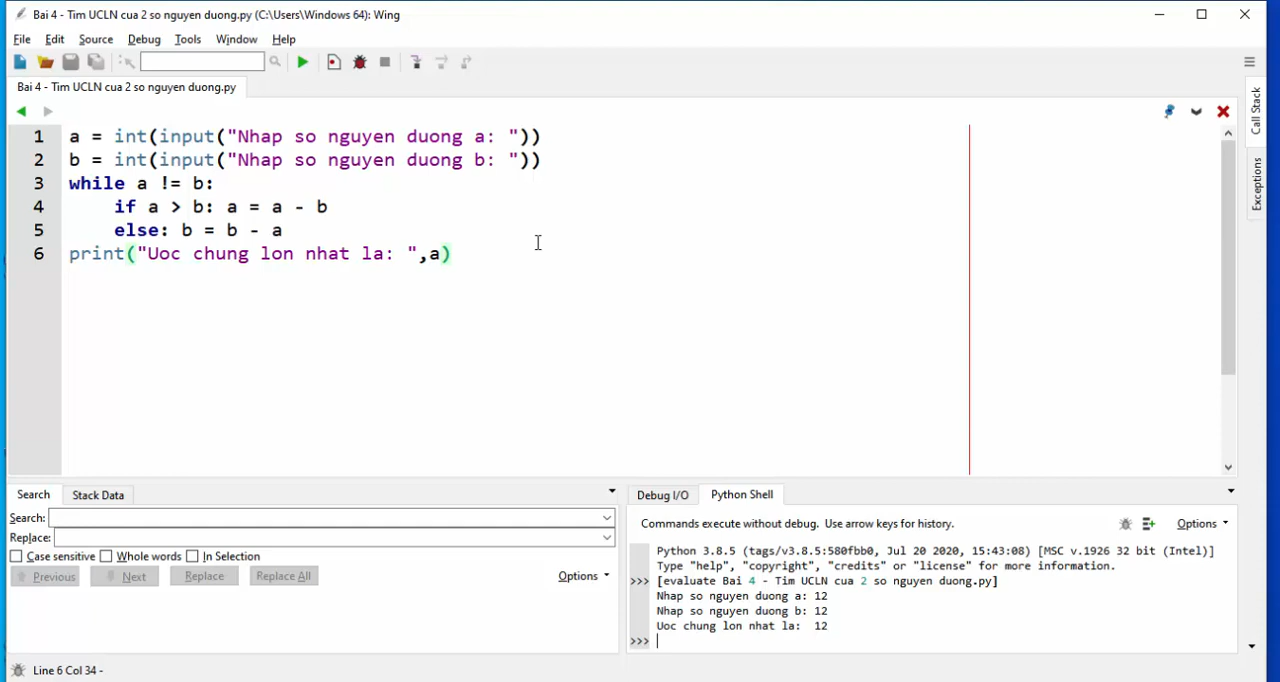 Bai 4 - Tim UCLN cua 2 so nguyen duong.py (C:\Users\Windows 64): Wing
File Edit Source Debug Tools Window Help
Bai 4 - Tim UCLN cua 2 so nguyen duong.py
1 a = int(input("Nhap so nguyen duong a: "))
2 b = int(input("Nhap so nguyen duong b: "))
3 while a != b:
4 if a > b: a = a - b
5 else: b = b - a
6 print("Uoc chung lon nhat la: ",a)
Call Stack
Exceptions
Search Stack Data
Search:
Replace:
Case sensitive Whole words In Selection
Previous Next Replace Replace All Options
Debug I/O Python Shell
Commands execute without debug. Use arrow keys for history. Options
Python 3.8.5 (tags/v3.8.5:580fbb0, Jul 20 2020, 15:43:08) [MSC v.1926 32 bit (Intel)]
Type "help", "copyright", "credits" or "license" for more information.
>>> [evaluate Bai 4 - Tim UCLN cua 2 so nguyen duong.py]
Nhap so nguyen duong a: 12
Nhap so nguyen duong b: 12
Uoc chung lon nhat la:  12
>>>
Line 6 Col 34 -